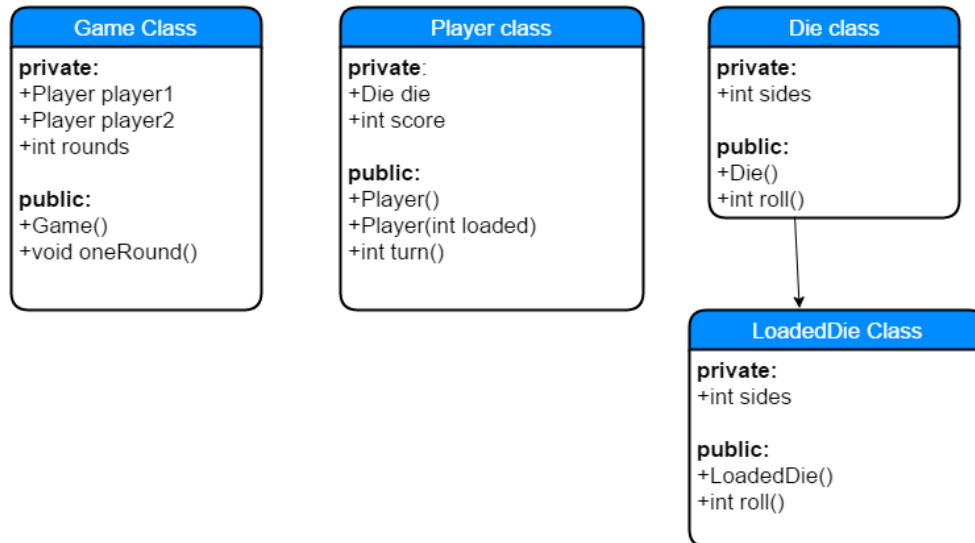 Game Class
private:
+Player player1
+Player player2
+int rounds
public:
+Game()
+void oneRound()
Player class
private:
+Die die
+int score
public:
+Player()
+Player(int loaded)
+int turn()
Die class
private:
+int sides
public:
+Die()
+int roll()
LoadedDie Class
private:
+int sides
public:
+LoadedDie()
+int roll()